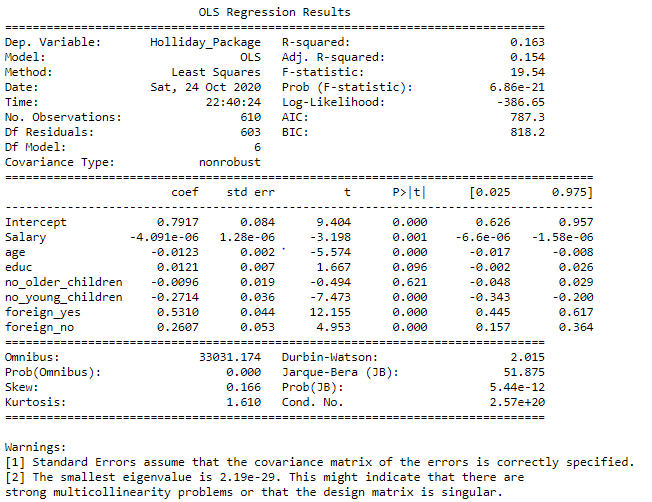 OLS Regression Results
==============================================================================
Dep. Variable: Holliday_Package R-squared: 0.163
Model: OLS Adj. R-squared: 0.154
Method: Least Squares F-statistic: 19.54
Date: Sat, 24 Oct 2020 Prob (F-statistic): 6.86e-21
Time: 22:40:24 Log-Likelihood: -386.65
No. Observations: 610 AIC: 787.3
Df Residuals: 603 BIC: 818.2
Df Model: 6
Covariance Type: nonrobust
=====================================================================================
coef std err t P>|t| [0.025 0.975]
-------------------------------------------------------------------------------------
Intercept 0.7917 0.084 9.404 0.000 0.626 0.957
Salary -4.091e-06 1.28e-06 -3.198 0.001 -6.6e-06 -1.58e-06
age -0.0123 0.002 -5.574 0.000 -0.017 -0.008
educ 0.0121 0.007 1.667 0.096 -0.002 0.026
no_older_children -0.0096 0.019 -0.494 0.621 -0.048 0.029
no_young_children -0.2714 0.036 -7.473 0.000 -0.343 -0.200
foreign_yes 0.5310 0.044 12.155 0.000 0.445 0.617
foreign_no 0.2607 0.053 4.953 0.000 0.157 0.364
==============================================================================
Omnibus: 33031.174 Durbin-Watson: 2.015
Prob(Omnibus): 0.000 Jarque-Bera (JB): 51.875
Skew: 0.166 Prob(JB): 5.44e-12
Kurtosis: 1.610 Cond. No. 2.57e+20
==============================================================================
Warnings:
[1] Standard Errors assume that the covariance matrix of the errors is correctly specified.
[2] The smallest eigenvalue is 2.19e-29. This might indicate that there are
strong multicollinearity problems or that the design matrix is singular.